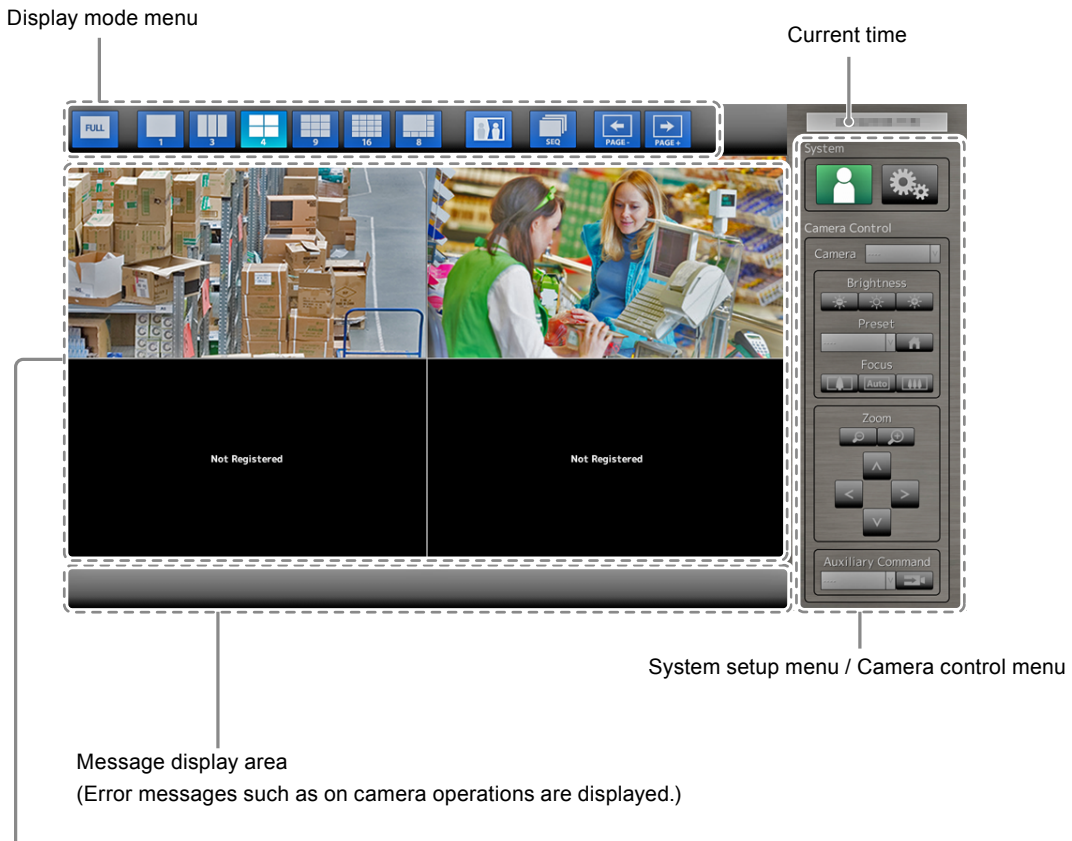 Display mode menu
Current time
FULL
1
3
4
9
16
8
SEQ
PAGE-
PAGE+
System
Camera Control
Camera ----
Brightness
Preset
----
Focus
Auto
Zoom
Auxiliary Command
----
Not Registered
Not Registered
System setup menu / Camera control menu
Message display area
(Error messages such as on camera operations are displayed.)